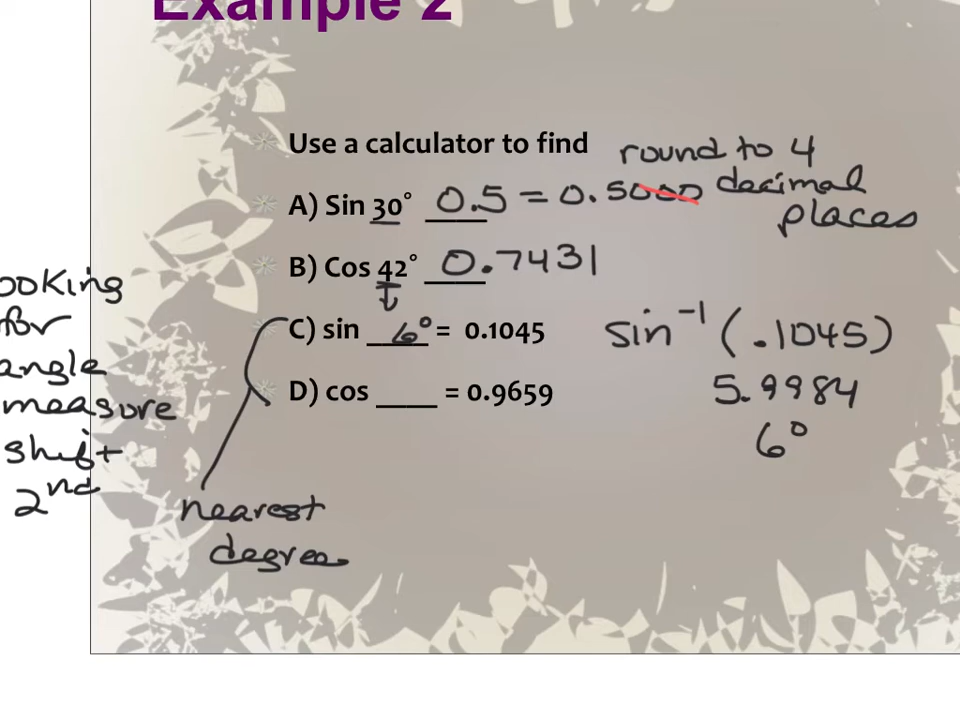 Example 2
Use a calculator to find
round to 4
decimal
places
A) Sin 30° 0.5 = 0.5000
B) Cos 42° 0.7431
C) sin 6° = 0.1045
sin⁻¹ (.1045)
5.9984
6°
D) cos ____ = 0.9659
ooking
for
angle
measure
shift
2nd
nearest
degree